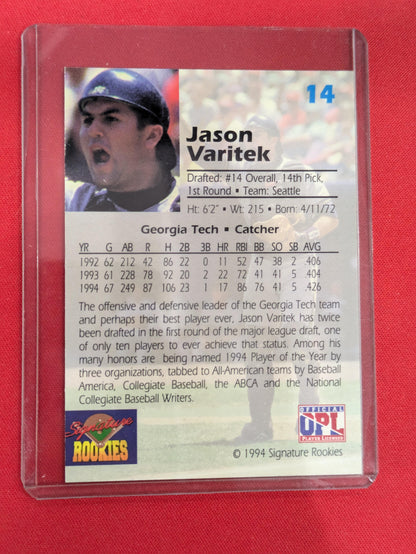 14
Jason
Varitek
Drafted: #14 Overall, 14th Pick,
1st Round • Team: Seattle
Ht: 6'2" • Wt: 215 • Born: 4/11/72
Georgia Tech • Catcher
YR G AB R H 2B 3B HR RBI BB SO SB AVG
1992 62 212 42 86 22 0 11 52 47 38 2 .406
1993 61 228 78 92 20 2 22 72 41 41 5 .404
1994 67 249 87 106 23 1 17 86 76 41 5 .426
The offensive and defensive leader of the Georgia Tech team
and perhaps their best player ever, Jason Varitek has twice
been drafted in the first round of the major league draft, one
of only ten players to ever achieve that status. Among his
many honors are being named 1994 Player of the Year by
three organizations, tabbed to All-American teams by Baseball
America, Collegiate Baseball, the ABCA and the National
Collegiate Baseball Writers.
Signature
ROOKIES
OFFICIAL
UPL
PLAYER LICENSEE
© 1994 Signature Rookies